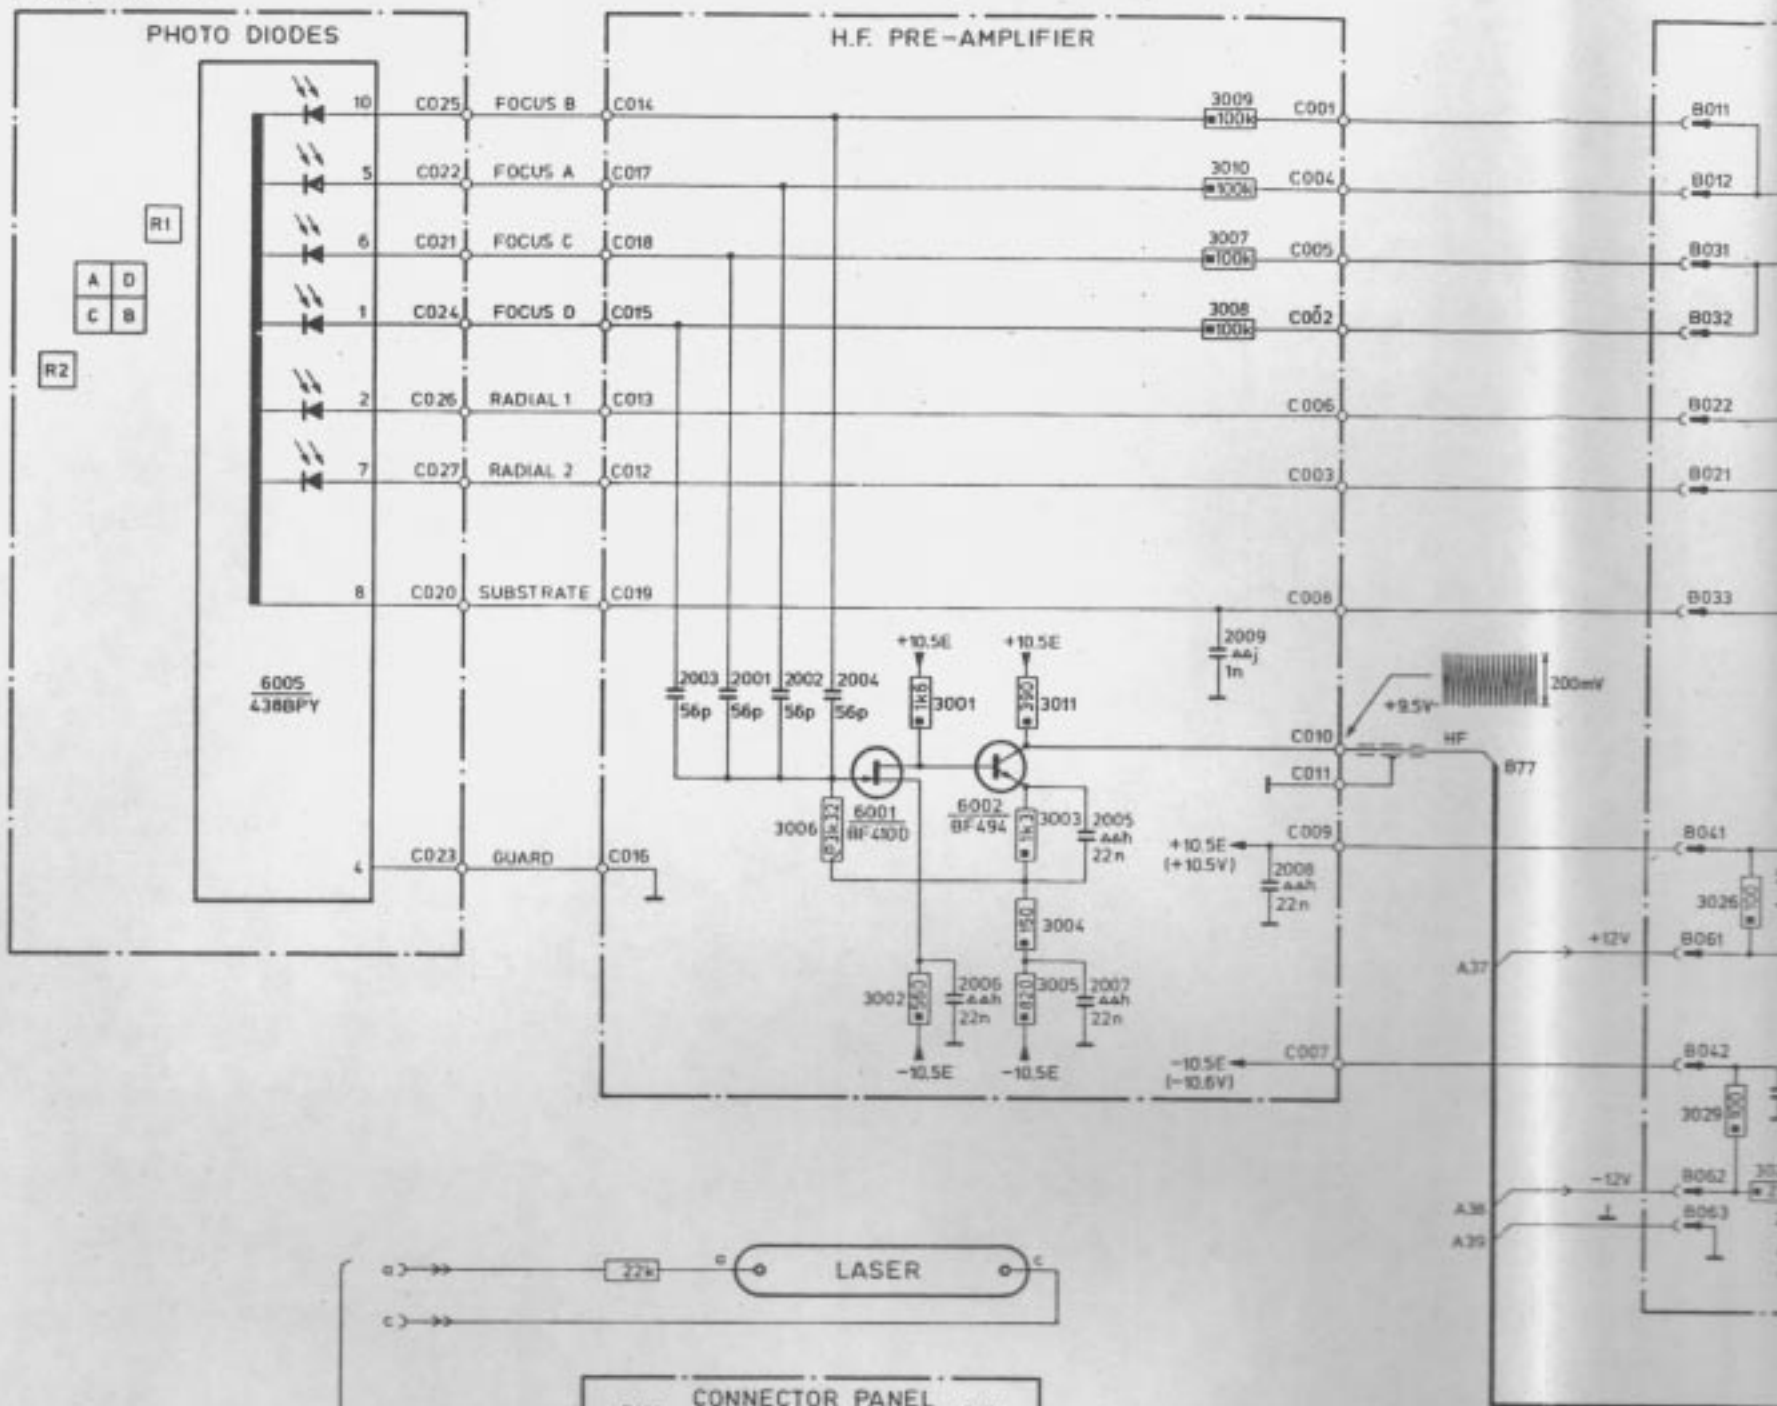 PHOTO DIODES
H.F. PRE-AMPLIFIER
10 C025 FOCUS B C014 3009 100k C001 B011
5 C022 FOCUS A C017 3010 100k C004 B012
R1
6 C021 FOCUS C C018 3007 100k C005 B031
A D
C B
1 C024 FOCUS D C015 3008 100k C002 B032
R2
2 C026 RADIAL 1 C013 C006 B022
7 C027 RADIAL 2 C012 C003 B021
8 C020 SUBSTRATE C019 C008 B033
+10.5E +10.5E 2009
j
1n
6005
438BPY
2003 2001 2002 2004 1k6 3001 390 3011
56p 56p 56p 56p
+9.5V 200mV
C010 HF
C011 B77
3006 3k32 6001
BF410D
6002
BF494
3003 1k3 2005
h
22n
+10.5E
(+10.5V)
C009 B041
2008
h
22n
4 C023 GUARD C016
150 3004
3026 100
A37 +12V B061
3002 560 2006
h
22n
820 3005 2007
h
22n
-10.5E -10.5E
-10.5E
(-10.6V)
C007 B042
3029 100
A38 -12V B062
A39 B063
a 22k a LASER c
c
CONNECTOR PANEL